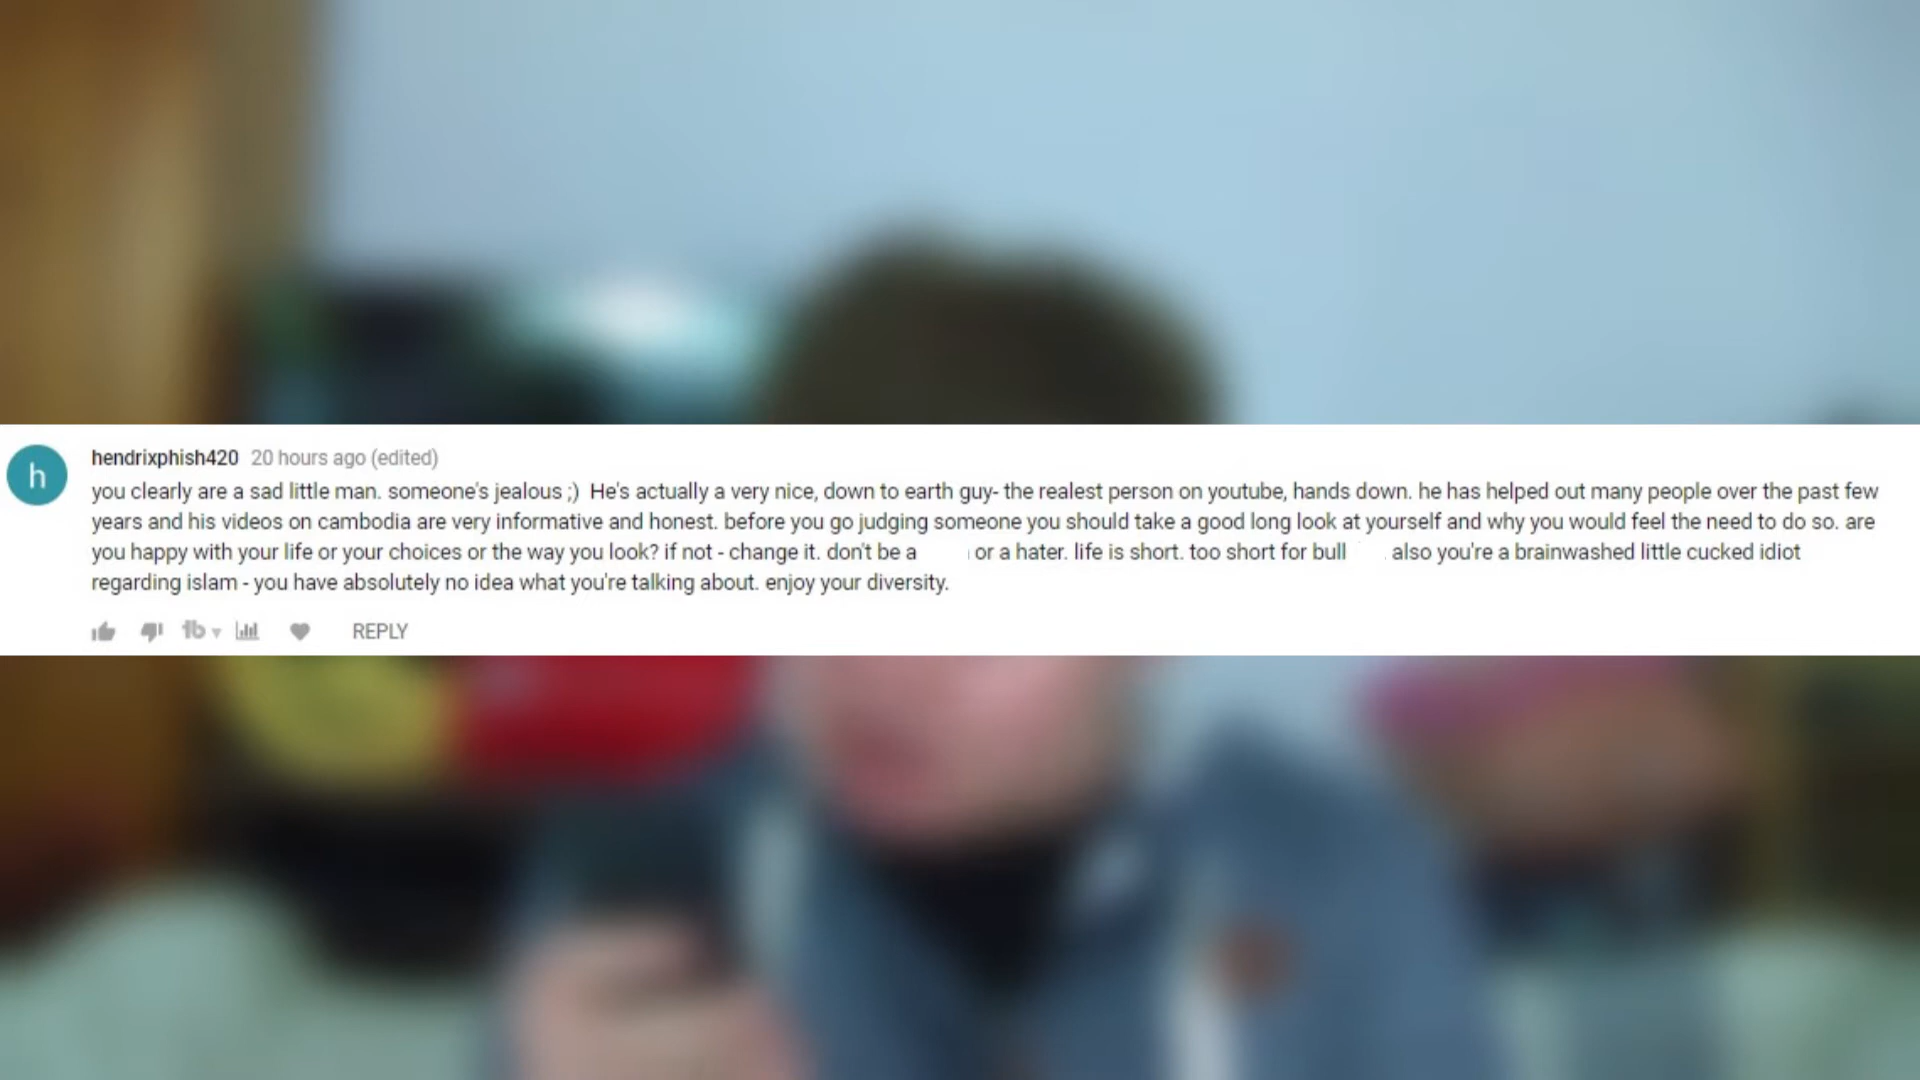 hendrixphish420 20 hours ago (edited)
you clearly are a sad little man. someone's jealous ;) He's actually a very nice, down to earth guy- the realest person on youtube, hands down. he has helped out many people over the past few
years and his videos on cambodia are very informative and honest. before you go judging someone you should take a good long look at yourself and why you would feel the need to do so. are
you happy with your life or your choices or the way you look? if not - change it. don't be a or a hater. life is short. too short for bull also you're a brainwashed little cucked idiot
regarding islam - you have absolutely no idea what you're talking about. enjoy your diversity.
REPLY